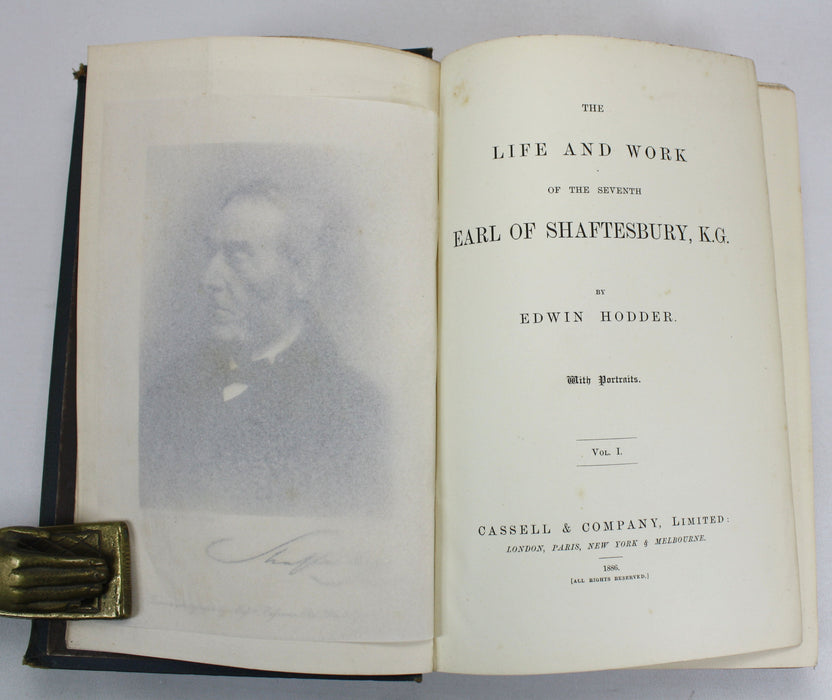 THE
LIFE AND WORK
OF THE SEVENTH
EARL OF SHAFTESBURY, K.G.
BY
EDWIN HODDER.
With Portraits.
VOL. I.
CASSELL & COMPANY, LIMITED:
LONDON, PARIS, NEW YORK & MELBOURNE.
1886.
[ALL RIGHTS RESERVED.]